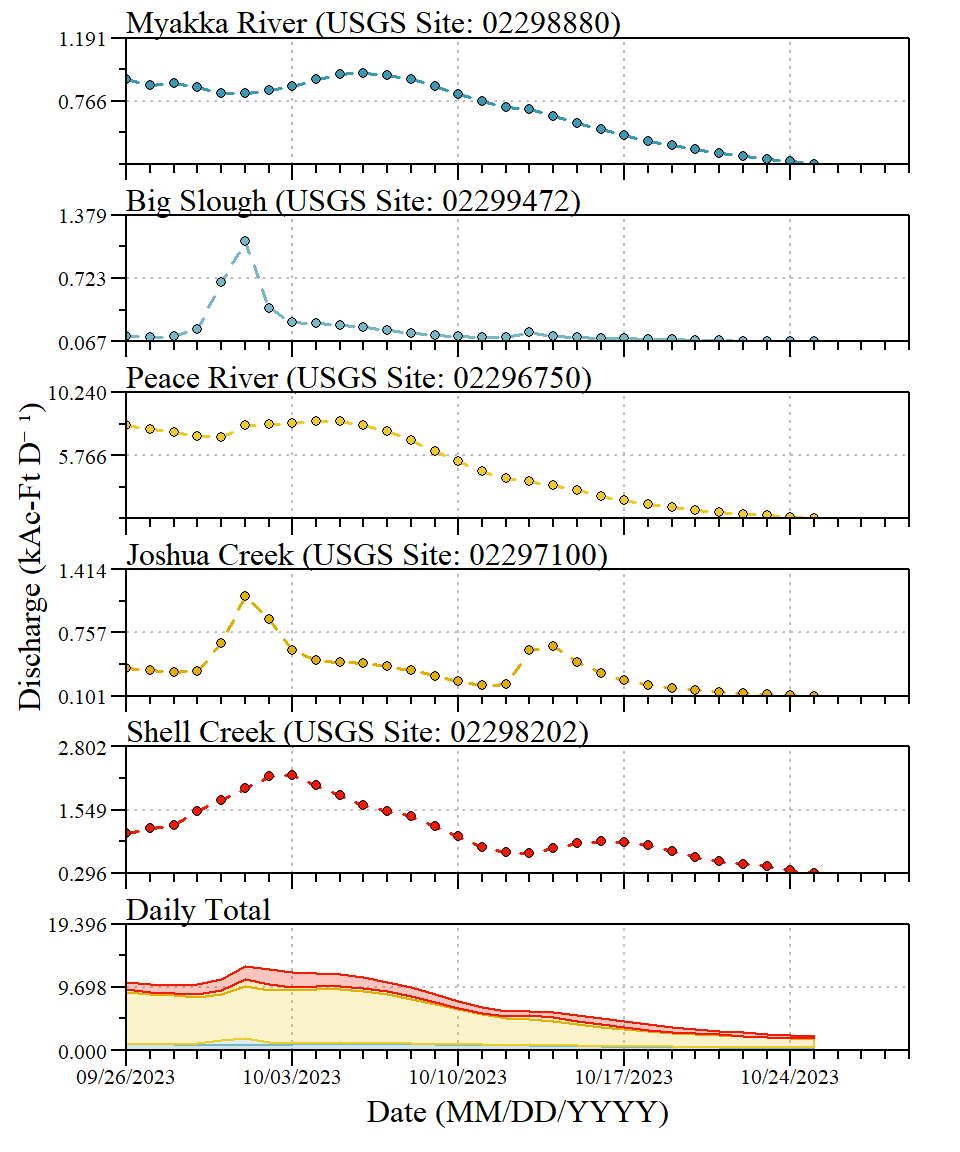 Myakka River (USGS Site: 02298880)
1.191
0.766
Big Slough (USGS Site: 02299472)
1.379
0.723
0.067
Peace River (USGS Site: 02296750)
10.240
5.766
Joshua Creek (USGS Site: 02297100)
1.414
0.757
0.101
Shell Creek (USGS Site: 02298202)
2.802
1.549
0.296
Daily Total
19.396
9.698
0.000
Discharge (kAc-Ft D⁻¹)
09/26/2023 10/03/2023 10/10/2023 10/17/2023 10/24/2023
Date (MM/DD/YYYY)